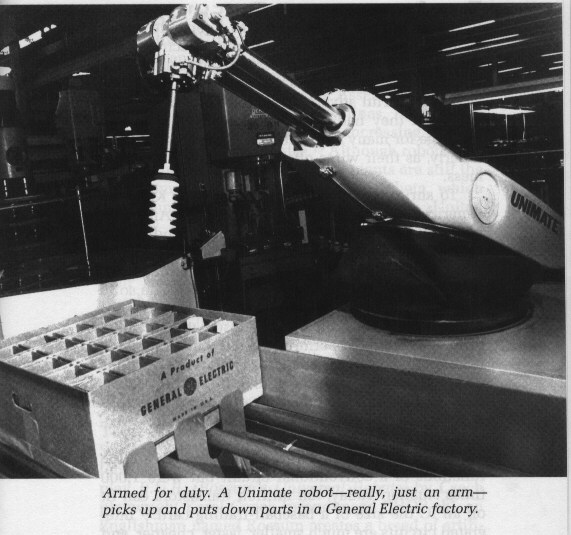 UNIMATE
A Product of
GENERAL ELECTRIC
MADE IN U.S.A.
Armed for duty. A Unimate robot—really, just an arm—
picks up and puts down parts in a General Electric factory.